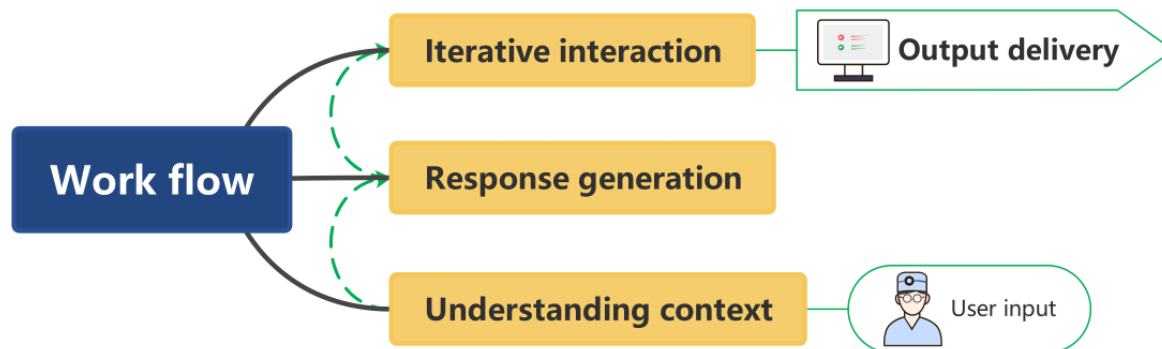 Iterative interaction
Output delivery
Work flow
Response generation
Understanding context
User input